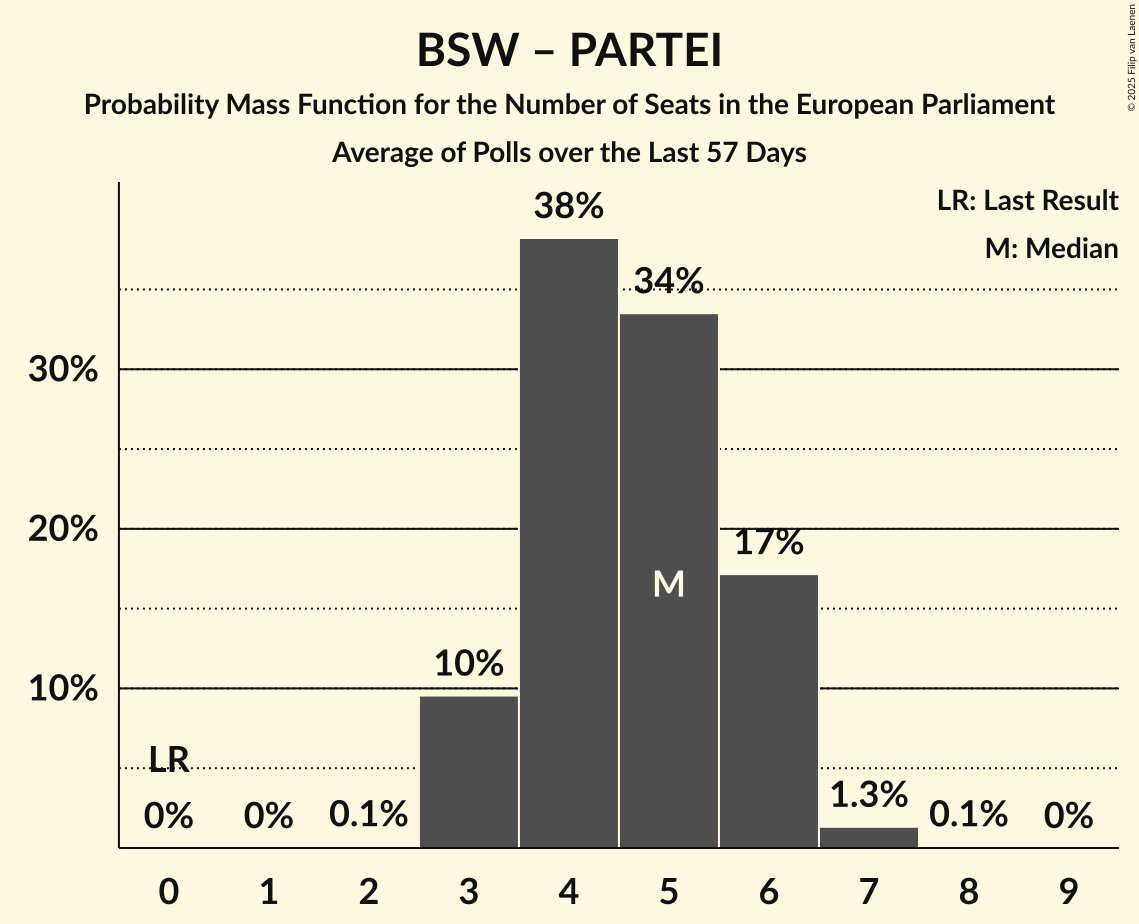 BSW – PARTEI
Probability Mass Function for the Number of Seats in the European Parliament
Average of Polls over the Last 57 Days
© 2025 Filip van Laenen
LR: Last Result
M: Median
38%
34%
30%
20%
17%
M
10%
10%
LR
0%
0%
0.1%
1.3%
0.1%
0%
0 1 2 3 4 5 6 7 8 9